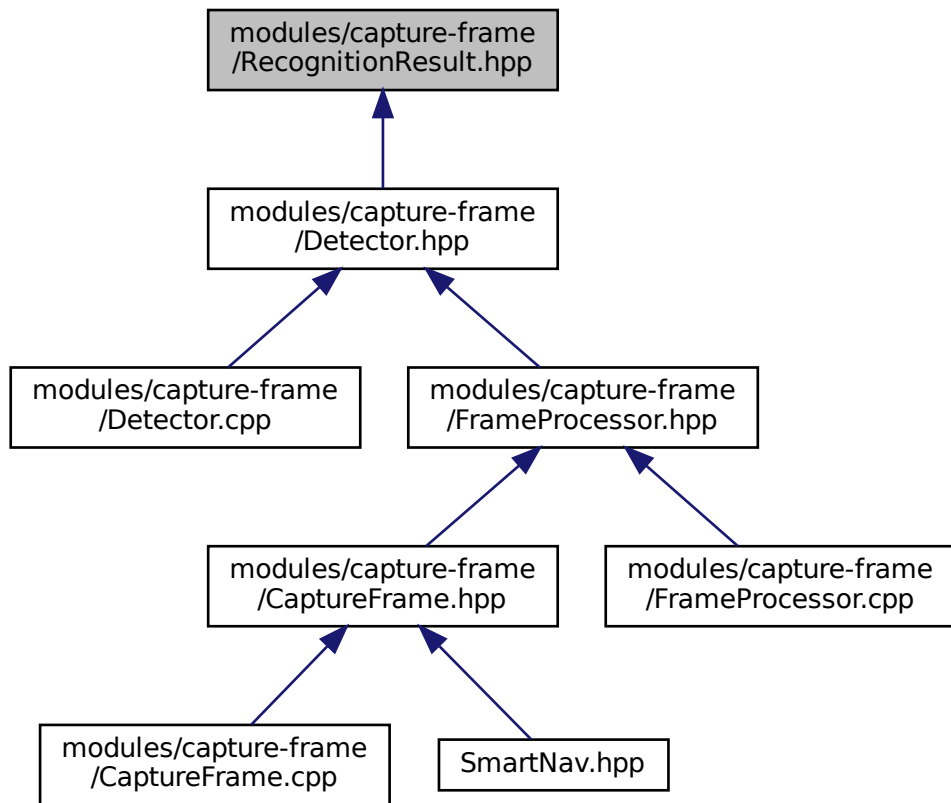 modules/capture-frame
/RecognitionResult.hpp
modules/capture-frame
/Detector.hpp
modules/capture-frame
/Detector.cpp
modules/capture-frame
/FrameProcessor.hpp
modules/capture-frame
/CaptureFrame.hpp
modules/capture-frame
/FrameProcessor.cpp
modules/capture-frame
/CaptureFrame.cpp
SmartNav.hpp